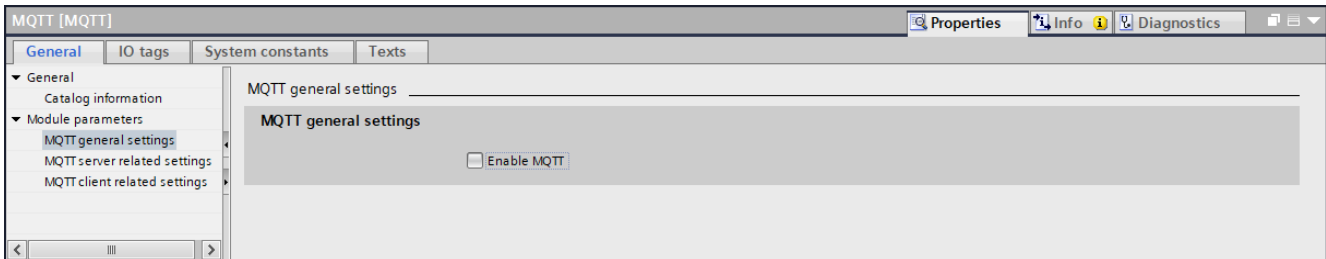 MQTT [MQTT]
Properties
Info
Diagnostics
General
IO tags
System constants
Texts
General
Catalog information
Module parameters
MQTT general settings
MQTT server related settings
MQTT client related settings
MQTT general settings
MQTT general settings
Enable MQTT